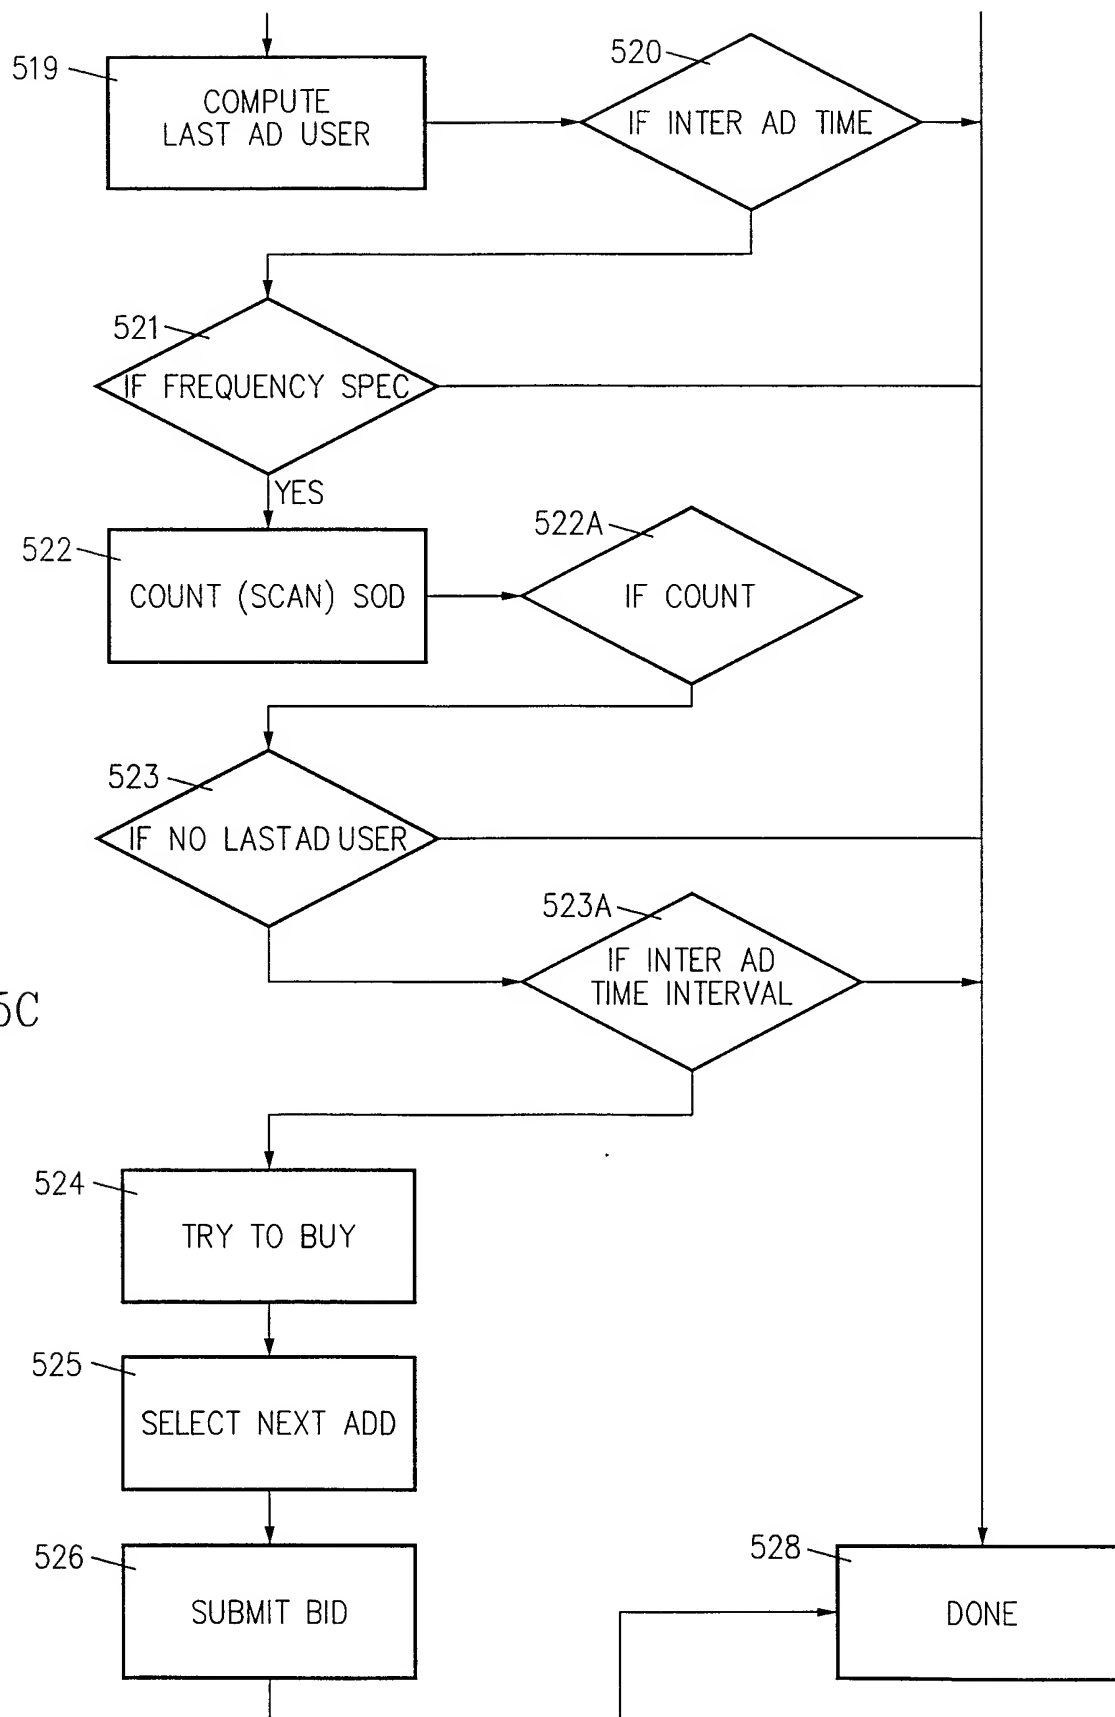 519
COMPUTE
LAST AD USER
520
IF INTER AD TIME
521
IF FREQUENCY SPEC
YES
522
COUNT (SCAN) SOD
522A
IF COUNT
523
IF NO LAST AD USER
523A
IF INTER AD
TIME INTERVAL
5C
524
TRY TO BUY
525
SELECT NEXT ADD
526
SUBMIT BID
528
DONE